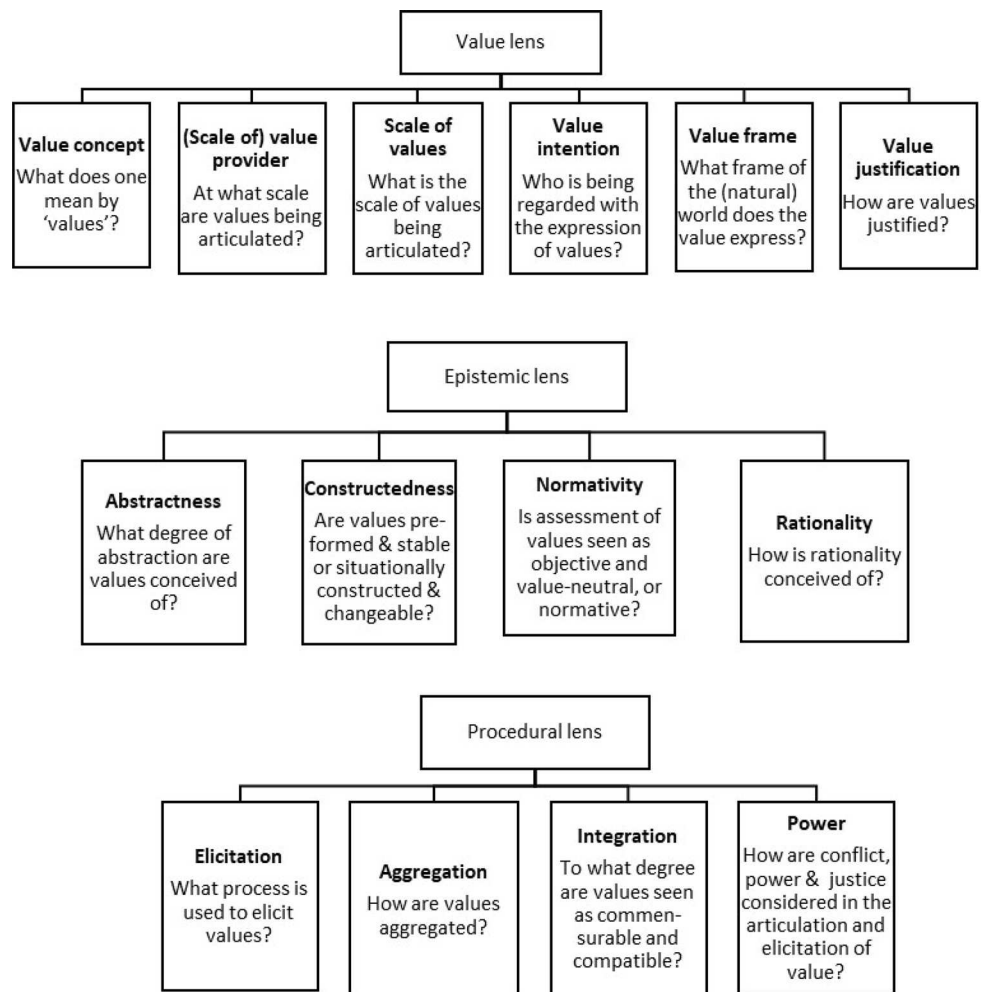 Value lens
Value concept
What does one
mean by
‘values’?
(Scale of) value
provider
At what scale
are values being
articulated?
Scale of
values
What is the
scale of values
being
articulated?
Value
intention
Who is being
regarded with
the expression
of values?
Value frame
What frame of
the (natural)
world does the
value express?
Value
justification
How are values
justified?
Epistemic lens
Abstractness
What degree of
abstraction are
values conceived
of?
Constructedness
Are values pre-
formed & stable
or situationally
constructed &
changeable?
Normativity
Is assessment of
values seen as
objective and
value-neutral, or
normative?
Rationality
How is rationality
conceived of?
Procedural lens
Elicitation
What process is
used to elicit
values?
Aggregation
How are values
aggregated?
Integration
To what degree
are values seen
as commen-
surable and
compatible?
Power
How are conflict,
power & justice
considered in the
articulation and
elicitation of
value?